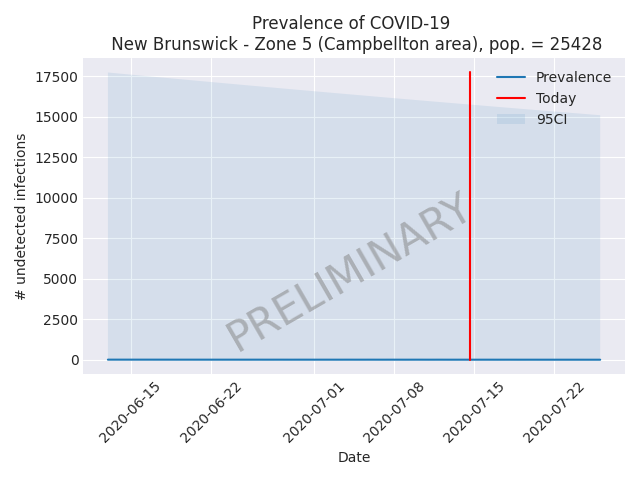 Prevalence of COVID-19
New Brunswick - Zone 5 (Campbellton area), pop. = 25428
# undetected infections
17500
15000
12500
10000
7500
5000
2500
0
Prevalence
Today
95CI
PRELIMINARY
2020-06-15
2020-06-22
2020-07-01
2020-07-08
2020-07-15
2020-07-22
Date